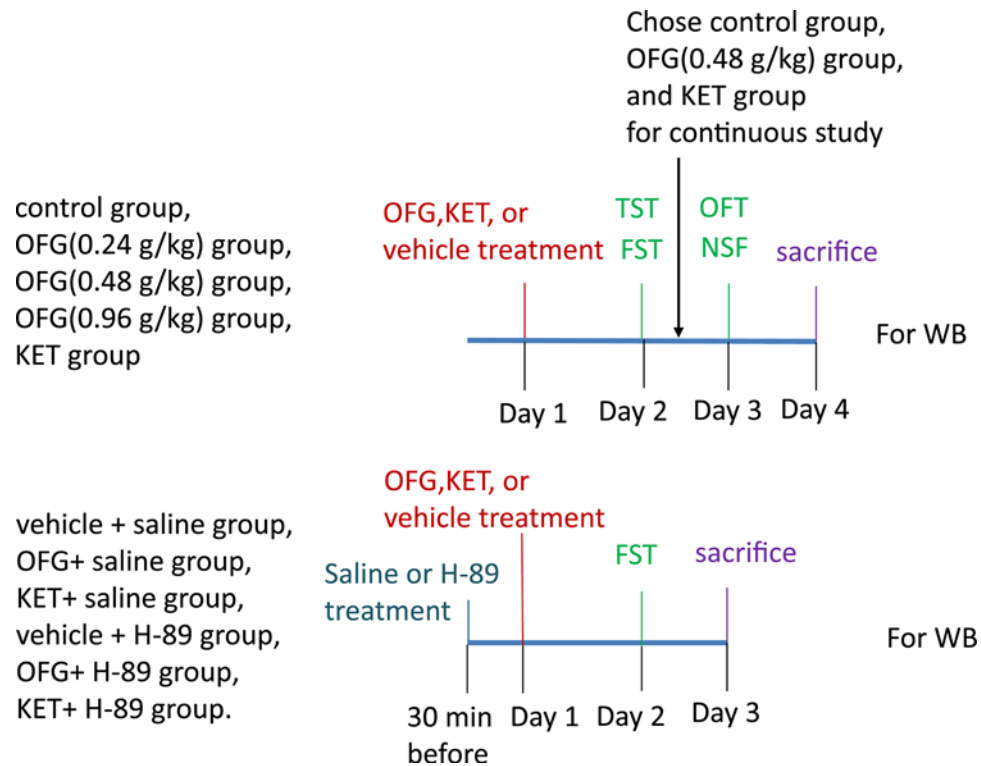 Chose control group,
OFG(0.48 g/kg) group,
and KET group
for continuous study
control group,
OFG(0.24 g/kg) group,
OFG(0.48 g/kg) group,
OFG(0.96 g/kg) group,
KET group
OFG,KET, or
vehicle treatment
TST
FST
OFT
NSF
sacrifice
For WB
Day 1
Day 2
Day 3
Day 4
vehicle + saline group,
OFG+ saline group,
KET+ saline group,
vehicle + H-89 group,
OFG+ H-89 group,
KET+ H-89 group.
OFG,KET, or
vehicle treatment
Saline or H-89
treatment
FST
sacrifice
For WB
30 min
before
Day 1
Day 2
Day 3